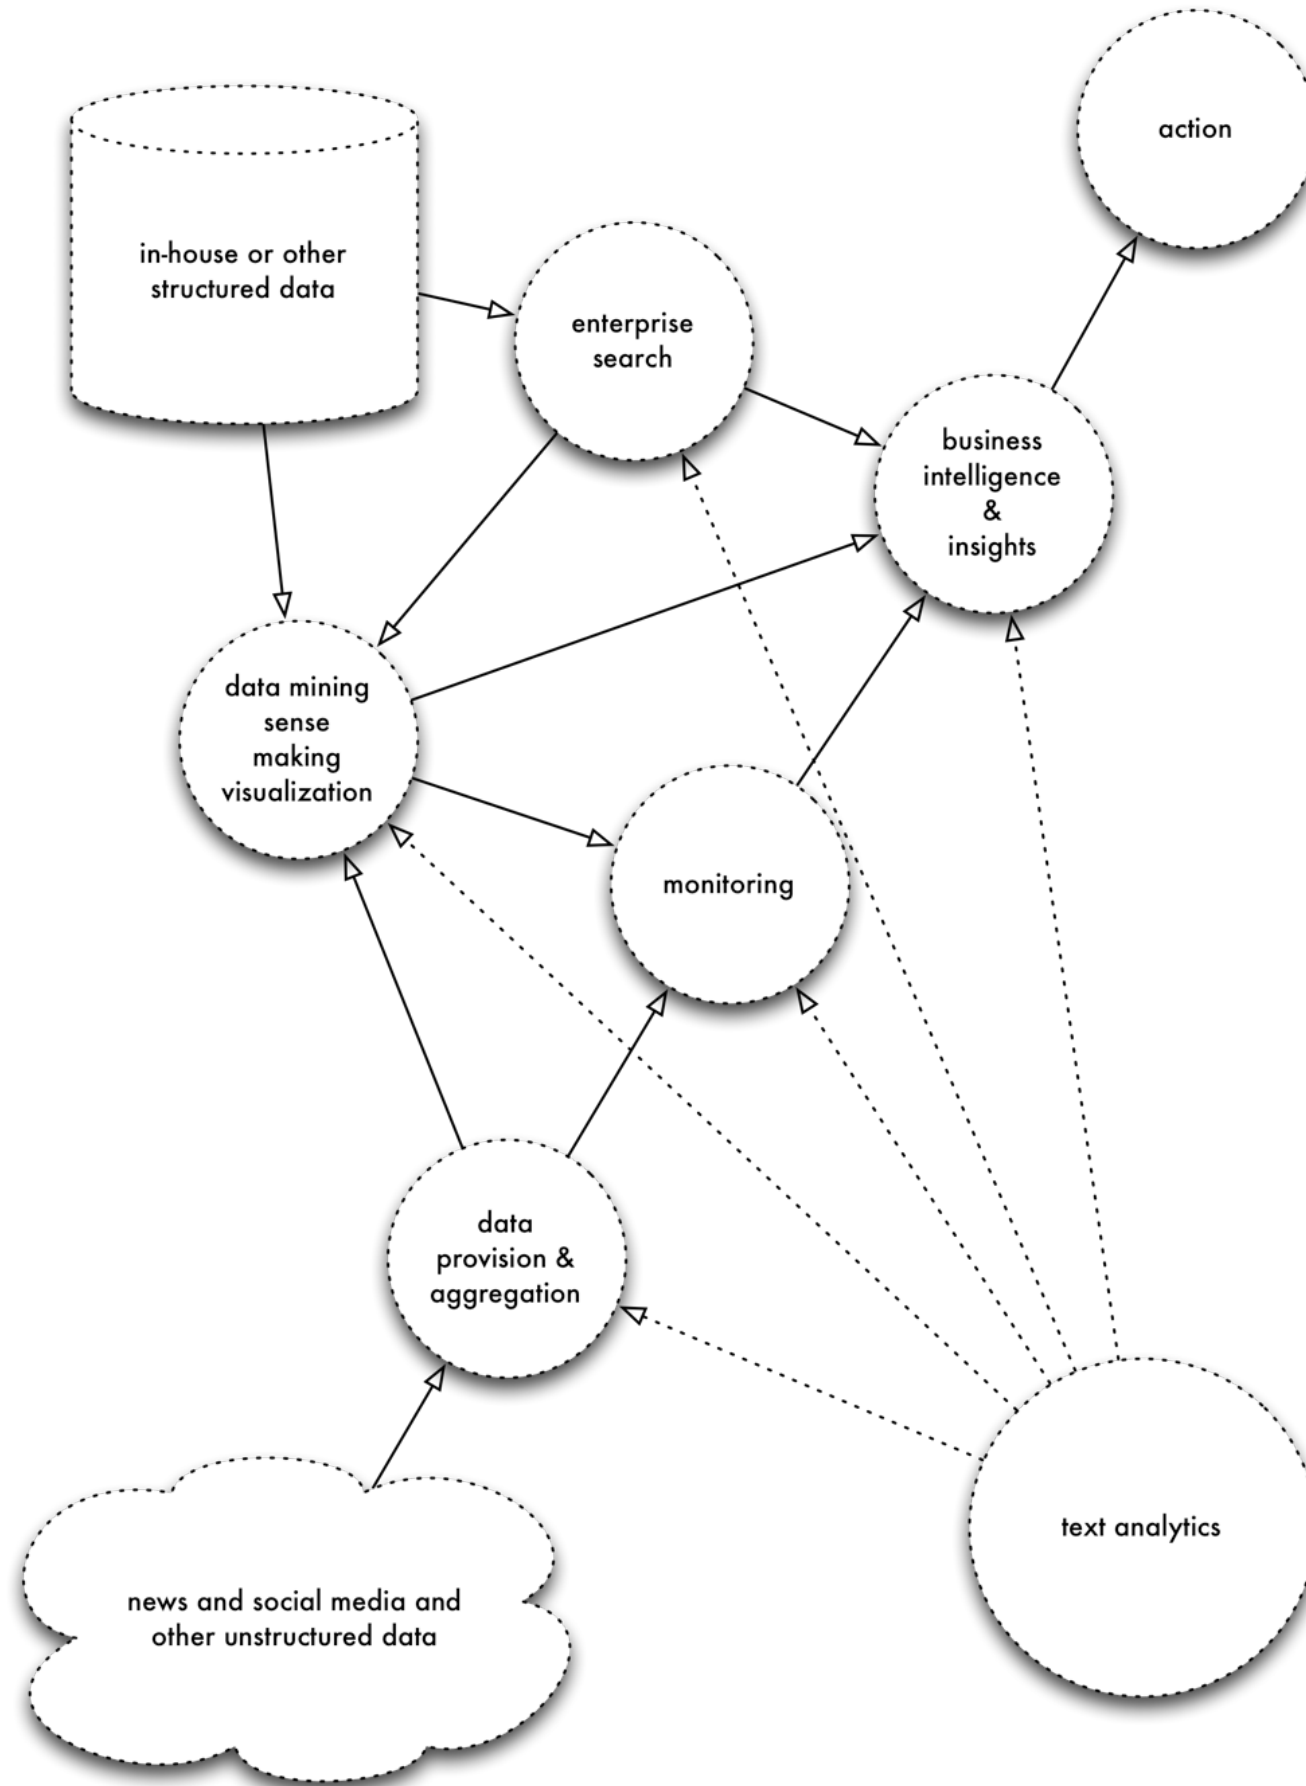 action
in-house or other
structured data
enterprise
search
business
intelligence
&
insights
data mining
sense
making
visualization
monitoring
data
provision &
aggregation
text analytics
news and social media and
other unstructured data